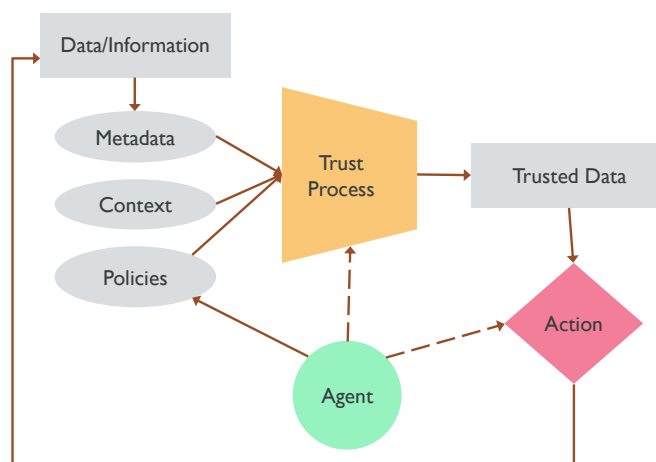 Data/Information
Metadata
Context
Policies
Trust
Process
Trusted Data
Action
Agent